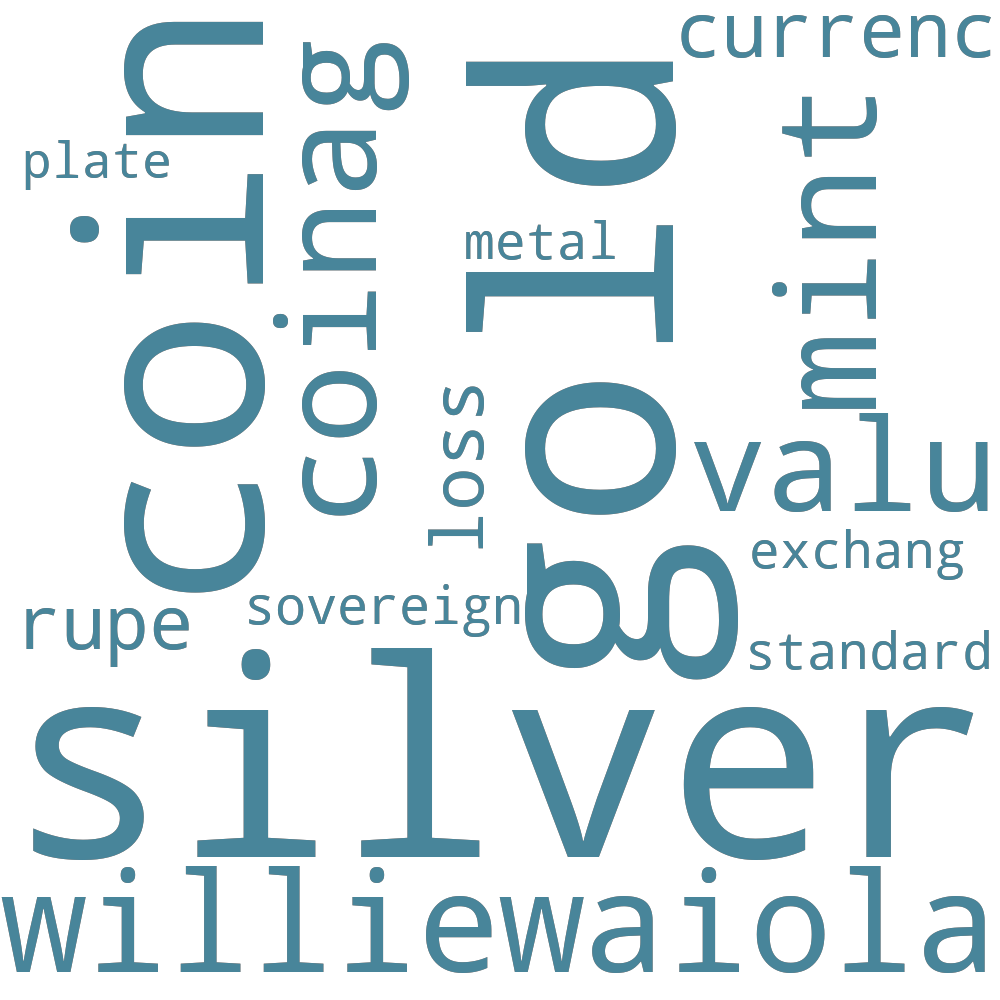 currenc
coin
coinag
gold
mint
plate
metal
loss
valu
exchang
rupe
sovereign
standard
silver
williewaiola